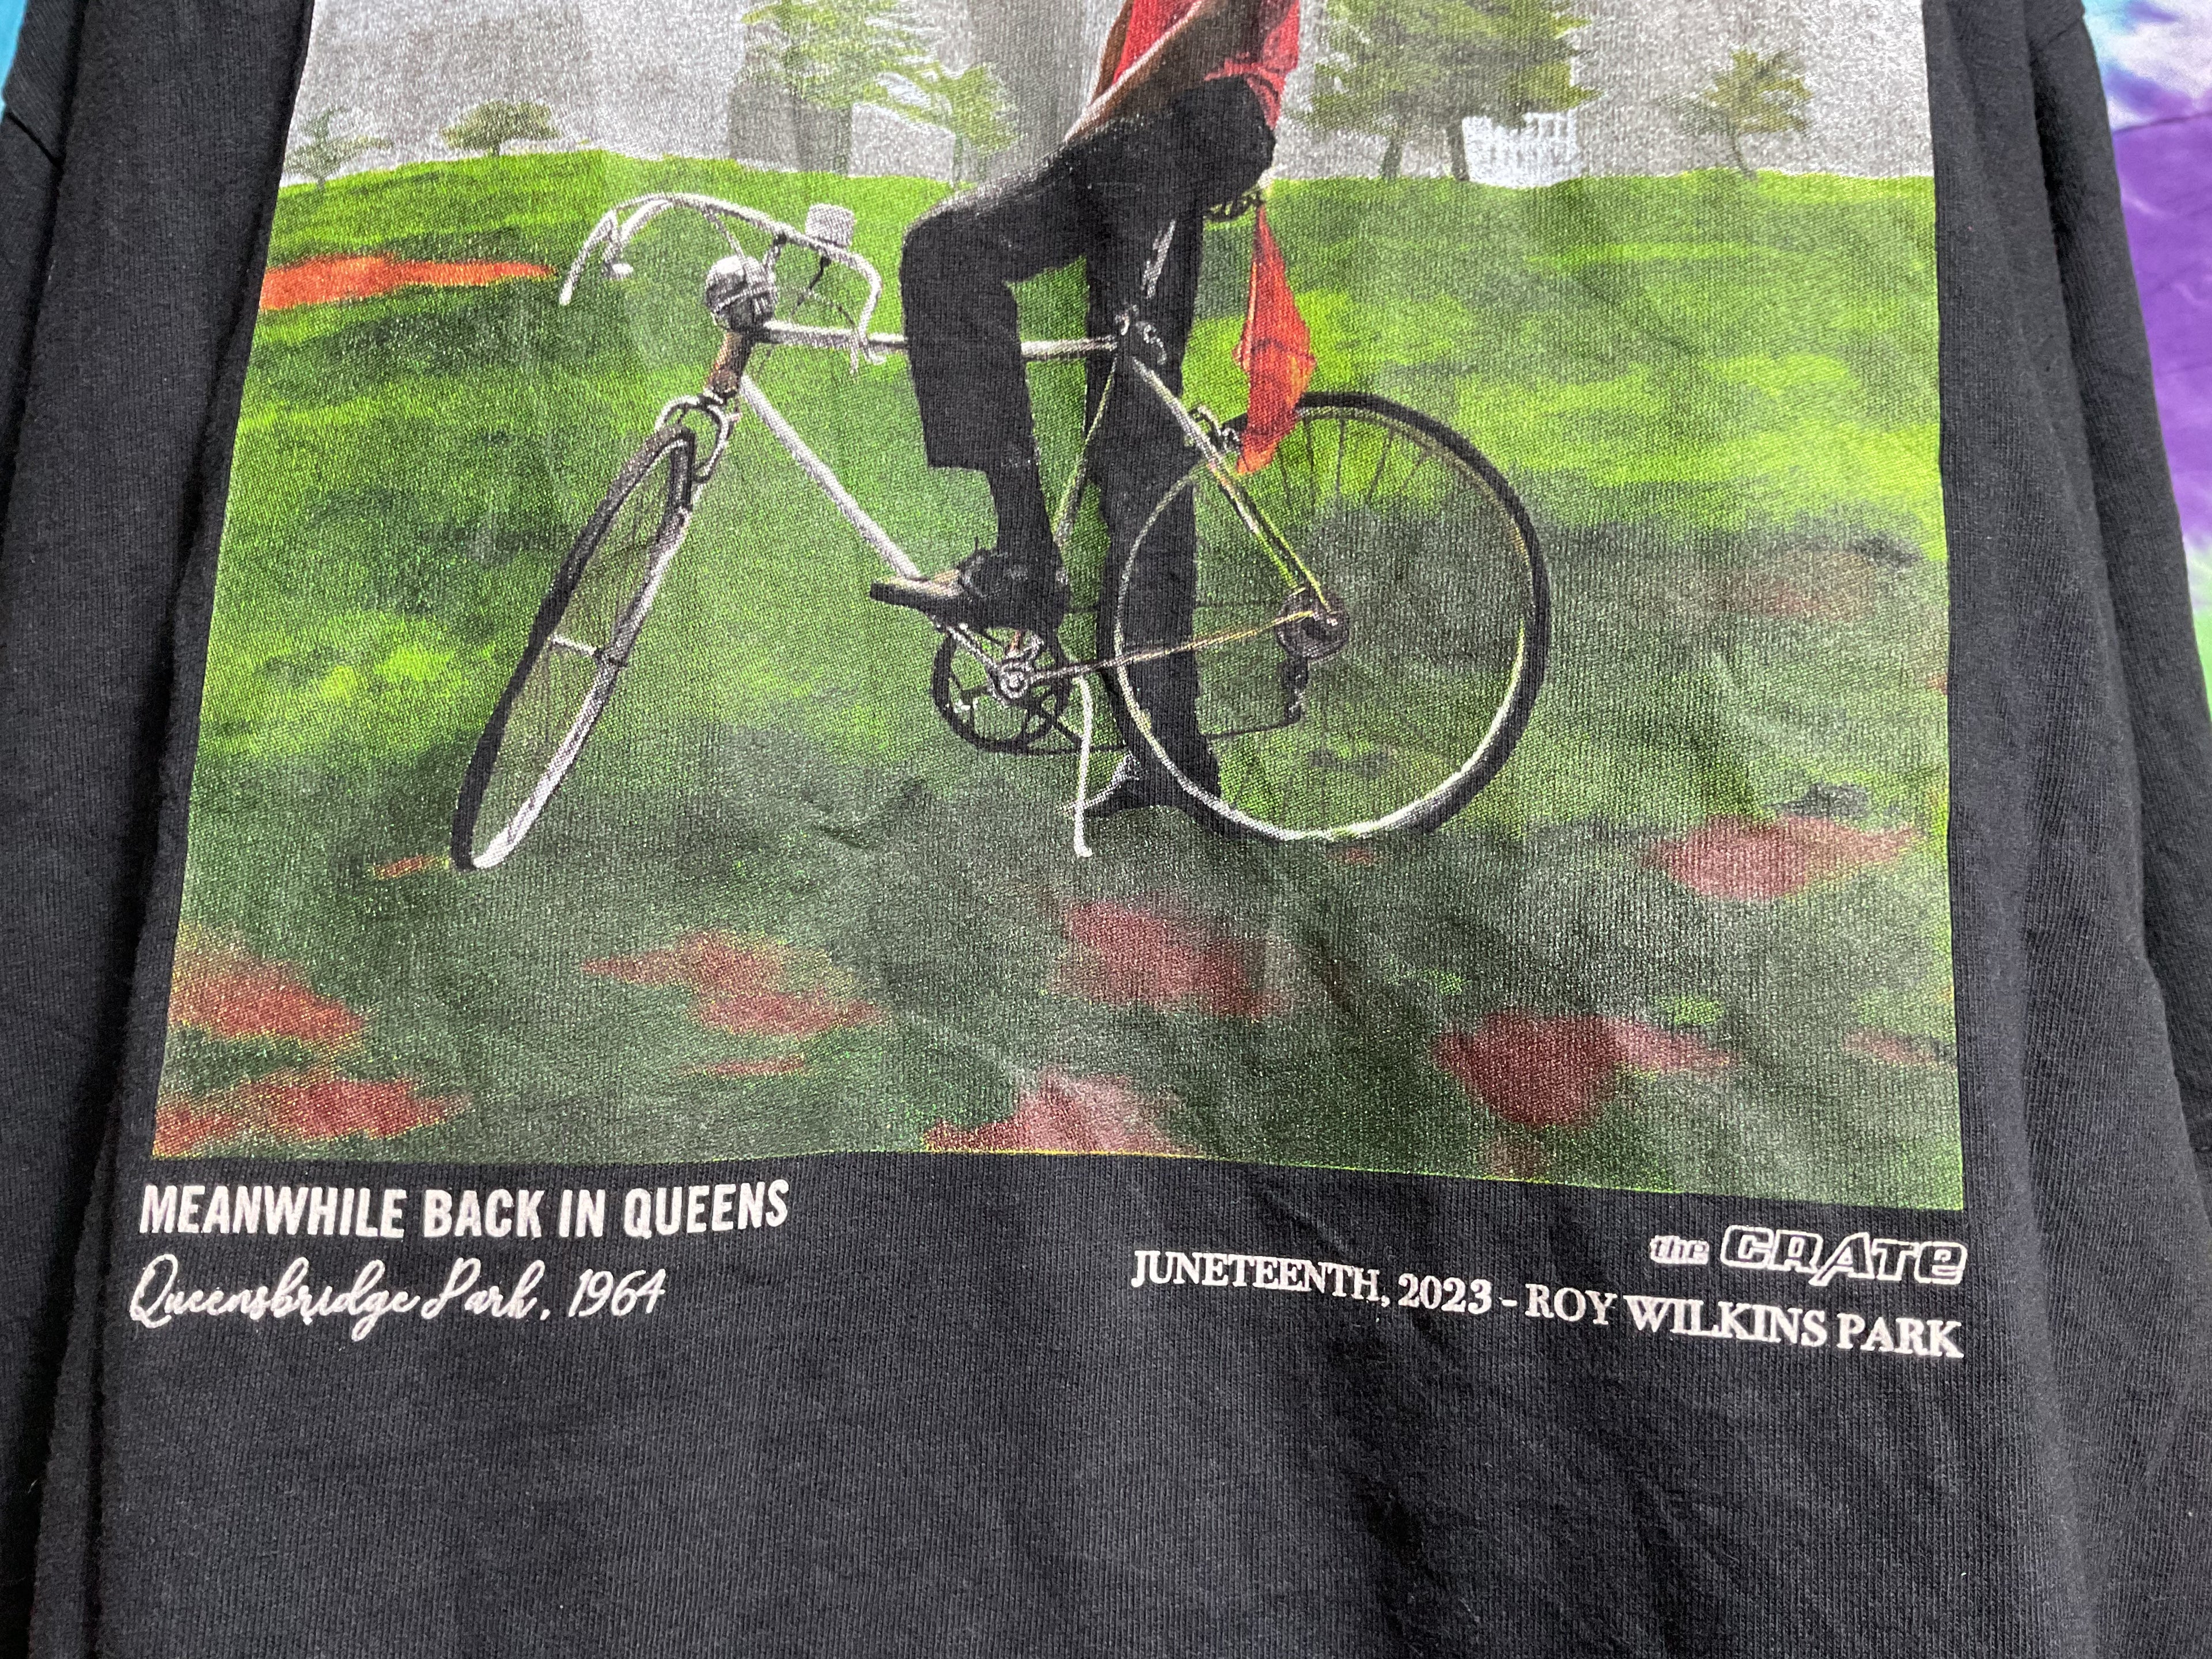 MEANWHILE BACK IN QUEENS
Queensbridge Park, 1964
the CRATE
JUNETEENTH, 2023 - ROY WILKINS PARK